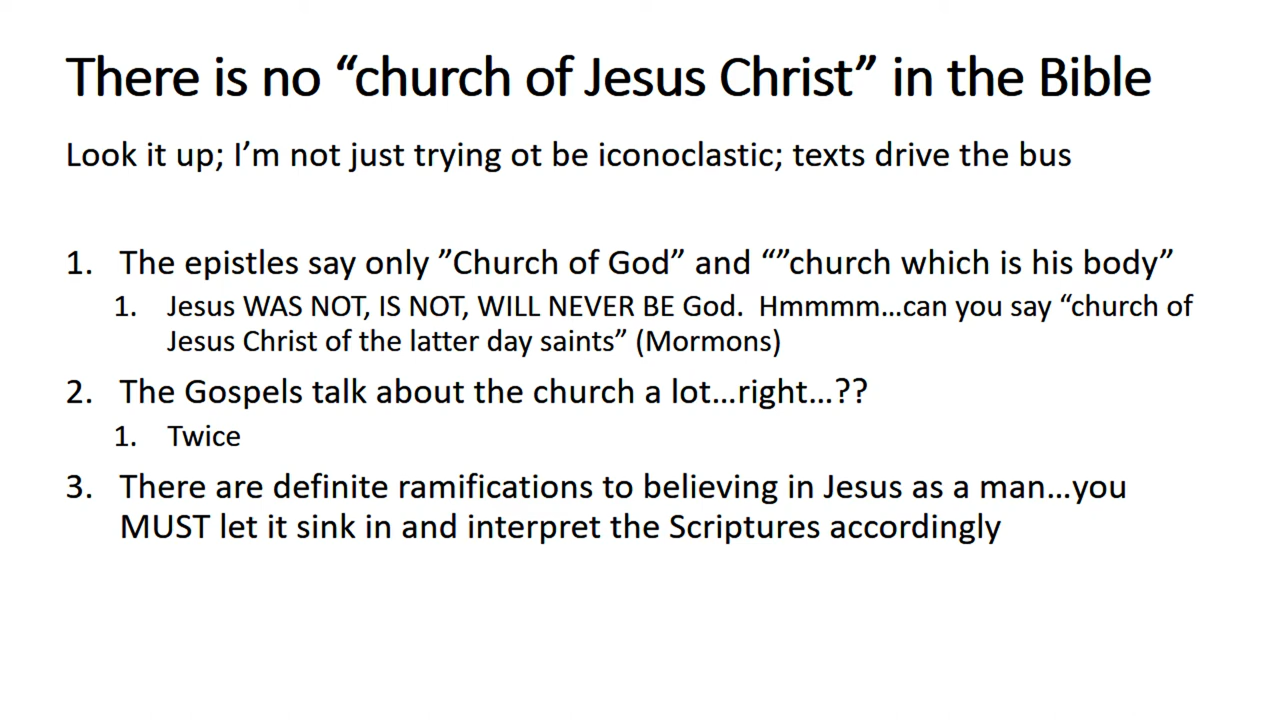 There is no “church of Jesus Christ” in the Bible
Look it up; I’m not just trying ot be iconoclastic; texts drive the bus
1. The epistles say only ”Church of God” and “”church which is his body”
1. Jesus WAS NOT, IS NOT, WILL NEVER BE God. Hmmmm…can you say “church of
Jesus Christ of the latter day saints” (Mormons)
2. The Gospels talk about the church a lot…right…??
1. Twice
3. There are definite ramifications to believing in Jesus as a man…you
MUST let it sink in and interpret the Scriptures accordingly